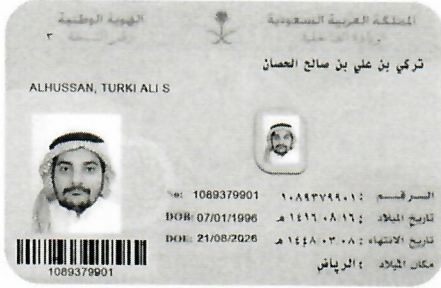 المملكة العربية السعودية
الهوية الوطنية
وزارة الداخلية
٣
تركي بن علي بن صالح الحصان
ALHUSSAN, TURKI ALI S
No: 1089379901 الـرقـــم : ١٠٨٩٣٧٩٩٠١
DOB: 07/01/1996 تاريخ الميلاد : ١٤١٦/٠٨/١٦ هـ
DOE: 21/08/2026 تاريخ الانتهاء : ١٤٤٨/٠٣/٠٨ هـ
مكان الميلاد : الرياض
1089379901